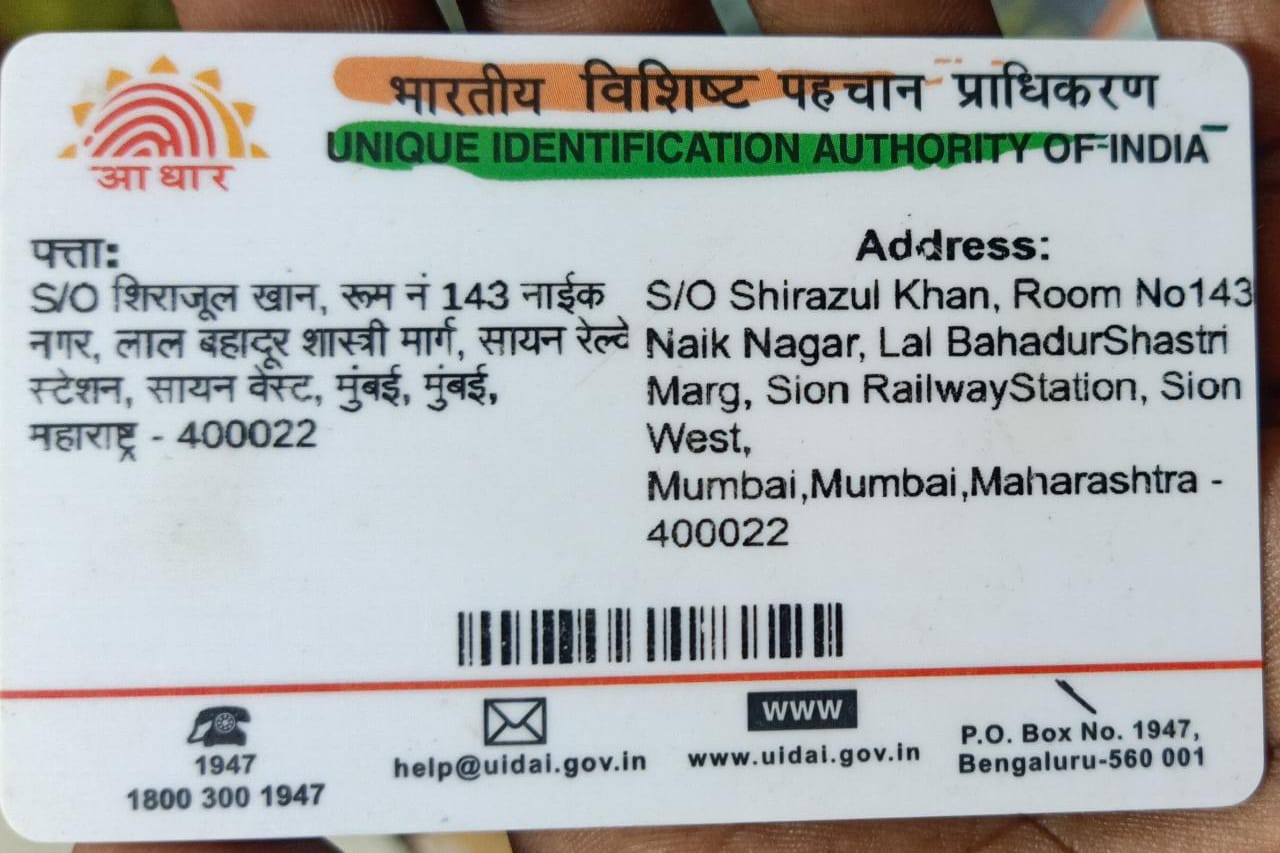 भारतीय विशिष्ट पहचान प्राधिकरण
UNIQUE IDENTIFICATION AUTHORITY OF INDIA
आधार
पत्ता:
S/O शिराजूल खान, रूम नं 143 नाईक
नगर, लाल बहादूर शास्त्री मार्ग, सायन रेल्वे
स्टेशन, सायन वेस्ट, मुंबई, मुंबई,
महाराष्ट्र - 400022
Address:
S/O Shirazul Khan, Room No143
Naik Nagar, Lal BahadurShastri
Marg, Sion RailwayStation, Sion
West,
Mumbai,Mumbai,Maharashtra -
400022
1947
1800 300 1947
help@uidai.gov.in
www
www.uidai.gov.in
P.O. Box No. 1947,
Bengaluru-560 001